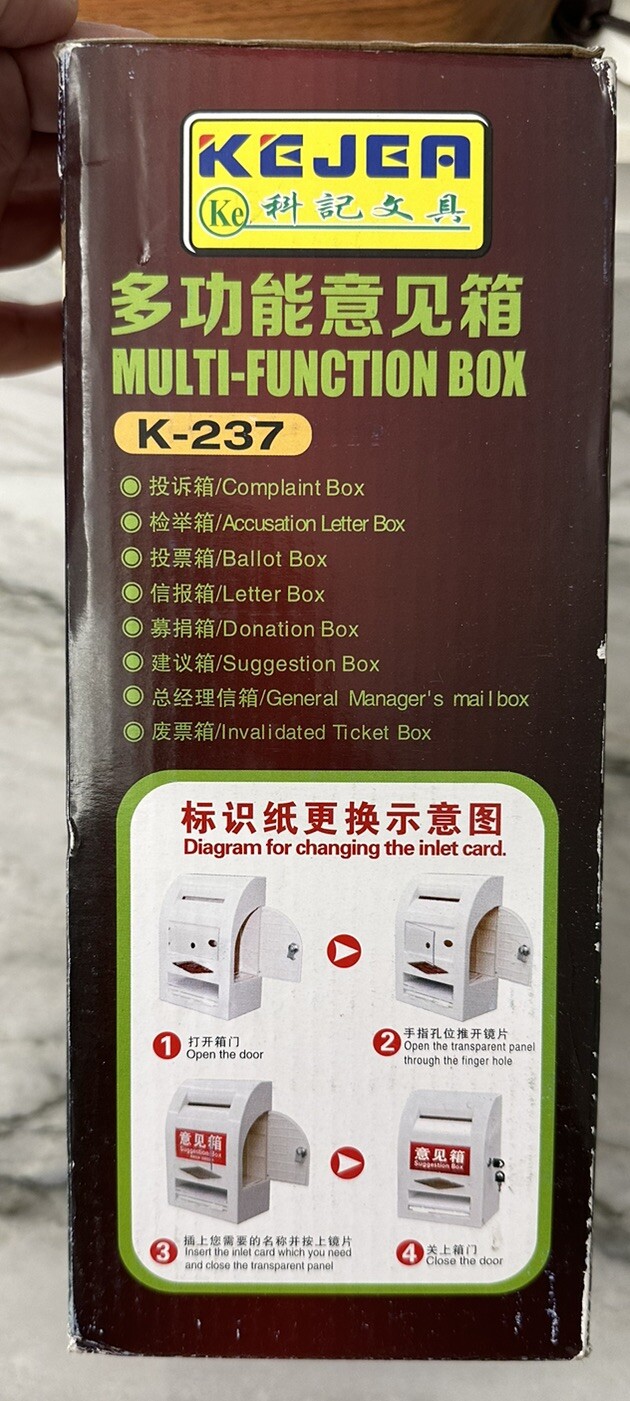 KEJEA
Ke 科記文具
多功能意见箱
MULTI-FUNCTION BOX
K-237
投诉箱/Complaint Box
检举箱/Accusation Letter Box
投票箱/Ballot Box
信报箱/Letter Box
募捐箱/Donation Box
建议箱/Suggestion Box
总经理信箱/General Manager's mailbox
废票箱/Invalidated Ticket Box
标识纸更换示意图
Diagram for changing the inlet card.
1 打开箱门
Open the door
2 手指孔位推开镜片
Open the transparent panel
through the finger hole
意见箱
Suggestion Box
3 插上您需要的名称并按上镜片
Insert the inlet card which you need
and close the transparent panel
意见箱
Suggestion Box
4 关上箱门
Close the door